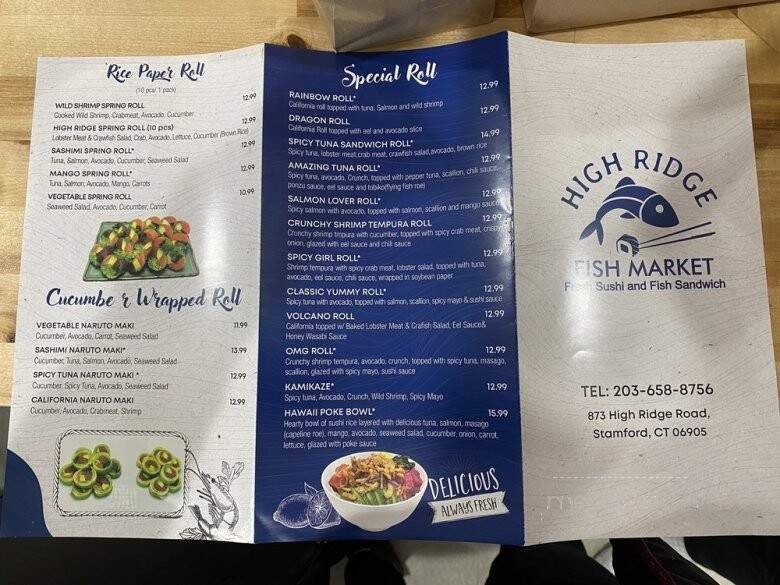 Rice Paper Roll
(10 pcs/ 1 pack)
WILD SHRIMP SPRING ROLL 12.99
Cooked Wild Shrimp, Crabmeat, Avocado, Cucumber
HIGH RIDGE SPRING ROLL (10 pcs) 12.99
Lobster Meat & Crawfish Salad, Crab, Avocado, Lettuce, Cucumber (Brown Rice)
SASHIMI SPRING ROLL* 12.99
Tuna, Salmon, Avocado, Cucumber, Seaweed Salad
MANGO SPRING ROLL* 12.99
Tuna, Salmon, Avocado, Mango, Carrots
VEGETABLE SPRING ROLL 10.99
Seaweed Salad, Avocado, Cucumber, Carrot
Cucumbe r Wrapped Roll
VEGETABLE NARUTO MAKI 11.99
Cucumber, Avocado, Carrot, Seaweed Salad
SASHIMI NARUTO MAKI* 13.99
Cucumber, Tuna, Salmon, Avocado, Seaweed Salad
SPICY TUNA NARUTO MAKI * 12.99
Cucumber, Spicy Tuna, Avocado, Seaweed Salad
CALIFORNIA NARUTO MAKI 12.99
Cucumber, Avocado, Crabmeat, Shrimp
Special Roll
RAINBOW ROLL* 12.99
California roll topped with tuna, Salmon and wild shrimp
DRAGON ROLL 12.99
California Roll topped with eel and avocado slice
SPICY TUNA SANDWICH ROLL* 14.99
Spicy tuna, lobster meat,crab meat, crawfish salad,avocado, brown rice
AMAZING TUNA ROLL* 12.99
Spicy tuna, avocado, Crunch, topped with pepper tuna, scallion, chili sauce,
ponzu sauce, eel sauce and tobiko(flying fish roe)
SALMON LOVER ROLL* 12.99
Spicy salmon with avocado, topped with salmon, scallion and mango sauce
CRUNCHY SHRIMP TEMPURA ROLL 12.99
Crunchy shrimp tmpura with cucumber, topped with spicy crab meat, crispy
onion, glazed with eel sauce and chili sauce
SPICY GIRL ROLL* 12.99
Shrimp tempura with spicy crab meat, lobster salad, topped with tuna,
avocado, eel sauce, chili sauce, wrapped in soybean paper
CLASSIC YUMMY ROLL* 12.99
Spicy tuna with avocado, topped with salmon, scallion, spicy mayo & sushi sauce
VOLCANO ROLL 12.99
California topped w/ Baked Lobster Meat & Crafish Salad, Eel Sauce&
Honey Wasabi Sauce
OMG ROLL* 12.99
Crunchy shrimp tempura, avocado, crunch, topped with spicy tuna, masago,
scallion, glazed with spicy mayo, sushi sauce
KAMIKAZE* 12.99
Spicy tuna, Avocado, Crunch, Wild Shrimp, Spicy Mayo
HAWAII POKE BOWL* 15.99
Hearty bowl of sushi rice layered with delicious tuna, salmon, masago
(capeline roe), mango, avocado, seaweed salad, cucumber, onion, carrot,
lettuce, glazed with poke sauce
DELICIOUS
ALWAYS FRESH
HIGH RIDGE
FISH MARKET
Fresh Sushi and Fish Sandwich
TEL: 203-658-8756
873 High Ridge Road,
Stamford, CT 06905